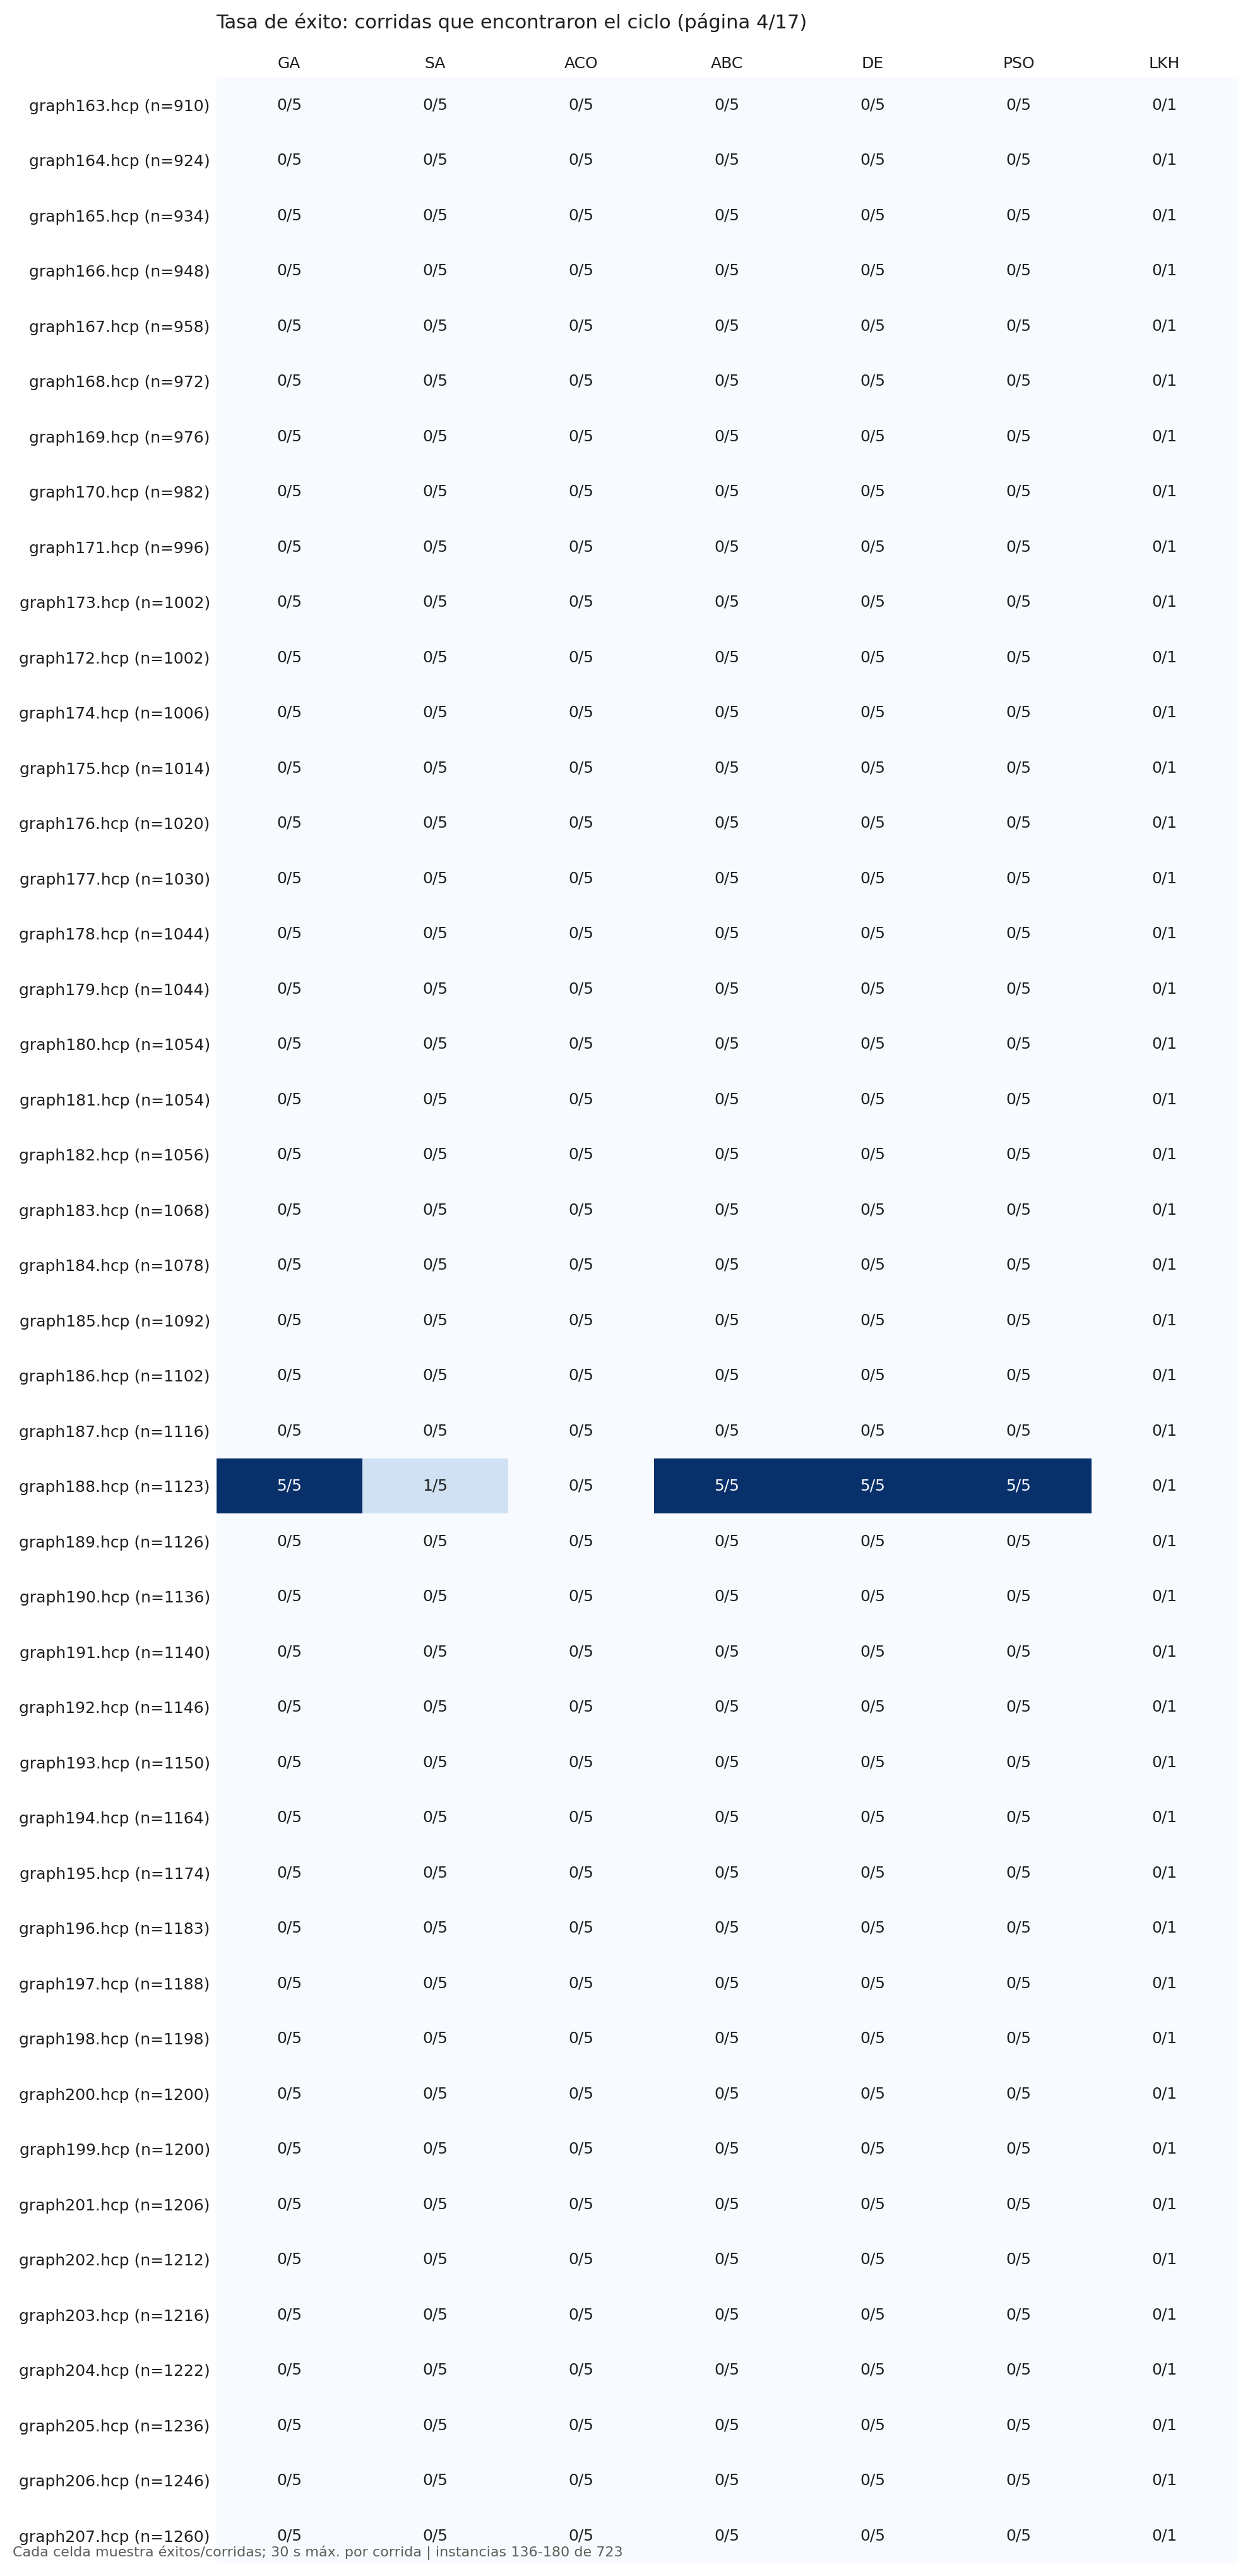 Tasa de éxito: corridas que encontraron el ciclo (página 4/17)
GA SA ACO ABC DE PSO LKH
graph163.hcp (n=910) 0/5 0/5 0/5 0/5 0/5 0/5 0/1
graph164.hcp (n=924) 0/5 0/5 0/5 0/5 0/5 0/5 0/1
graph165.hcp (n=934) 0/5 0/5 0/5 0/5 0/5 0/5 0/1
graph166.hcp (n=948) 0/5 0/5 0/5 0/5 0/5 0/5 0/1
graph167.hcp (n=958) 0/5 0/5 0/5 0/5 0/5 0/5 0/1
graph168.hcp (n=972) 0/5 0/5 0/5 0/5 0/5 0/5 0/1
graph169.hcp (n=976) 0/5 0/5 0/5 0/5 0/5 0/5 0/1
graph170.hcp (n=982) 0/5 0/5 0/5 0/5 0/5 0/5 0/1
graph171.hcp (n=996) 0/5 0/5 0/5 0/5 0/5 0/5 0/1
graph173.hcp (n=1002) 0/5 0/5 0/5 0/5 0/5 0/5 0/1
graph172.hcp (n=1002) 0/5 0/5 0/5 0/5 0/5 0/5 0/1
graph174.hcp (n=1006) 0/5 0/5 0/5 0/5 0/5 0/5 0/1
graph175.hcp (n=1014) 0/5 0/5 0/5 0/5 0/5 0/5 0/1
graph176.hcp (n=1020) 0/5 0/5 0/5 0/5 0/5 0/5 0/1
graph177.hcp (n=1030) 0/5 0/5 0/5 0/5 0/5 0/5 0/1
graph178.hcp (n=1044) 0/5 0/5 0/5 0/5 0/5 0/5 0/1
graph179.hcp (n=1044) 0/5 0/5 0/5 0/5 0/5 0/5 0/1
graph180.hcp (n=1054) 0/5 0/5 0/5 0/5 0/5 0/5 0/1
graph181.hcp (n=1054) 0/5 0/5 0/5 0/5 0/5 0/5 0/1
graph182.hcp (n=1056) 0/5 0/5 0/5 0/5 0/5 0/5 0/1
graph183.hcp (n=1068) 0/5 0/5 0/5 0/5 0/5 0/5 0/1
graph184.hcp (n=1078) 0/5 0/5 0/5 0/5 0/5 0/5 0/1
graph185.hcp (n=1092) 0/5 0/5 0/5 0/5 0/5 0/5 0/1
graph186.hcp (n=1102) 0/5 0/5 0/5 0/5 0/5 0/5 0/1
graph187.hcp (n=1116) 0/5 0/5 0/5 0/5 0/5 0/5 0/1
graph188.hcp (n=1123) 5/5 1/5 0/5 5/5 5/5 5/5 0/1
graph189.hcp (n=1126) 0/5 0/5 0/5 0/5 0/5 0/5 0/1
graph190.hcp (n=1136) 0/5 0/5 0/5 0/5 0/5 0/5 0/1
graph191.hcp (n=1140) 0/5 0/5 0/5 0/5 0/5 0/5 0/1
graph192.hcp (n=1146) 0/5 0/5 0/5 0/5 0/5 0/5 0/1
graph193.hcp (n=1150) 0/5 0/5 0/5 0/5 0/5 0/5 0/1
graph194.hcp (n=1164) 0/5 0/5 0/5 0/5 0/5 0/5 0/1
graph195.hcp (n=1174) 0/5 0/5 0/5 0/5 0/5 0/5 0/1
graph196.hcp (n=1183) 0/5 0/5 0/5 0/5 0/5 0/5 0/1
graph197.hcp (n=1188) 0/5 0/5 0/5 0/5 0/5 0/5 0/1
graph198.hcp (n=1198) 0/5 0/5 0/5 0/5 0/5 0/5 0/1
graph200.hcp (n=1200) 0/5 0/5 0/5 0/5 0/5 0/5 0/1
graph199.hcp (n=1200) 0/5 0/5 0/5 0/5 0/5 0/5 0/1
graph201.hcp (n=1206) 0/5 0/5 0/5 0/5 0/5 0/5 0/1
graph202.hcp (n=1212) 0/5 0/5 0/5 0/5 0/5 0/5 0/1
graph203.hcp (n=1216) 0/5 0/5 0/5 0/5 0/5 0/5 0/1
graph204.hcp (n=1222) 0/5 0/5 0/5 0/5 0/5 0/5 0/1
graph205.hcp (n=1236) 0/5 0/5 0/5 0/5 0/5 0/5 0/1
graph206.hcp (n=1246) 0/5 0/5 0/5 0/5 0/5 0/5 0/1
graph207.hcp (n=1260) 0/5 0/5 0/5 0/5 0/5 0/5 0/1
Cada celda muestra éxitos/corridas; 30 s máx. por corrida | instancias 136-180 de 723